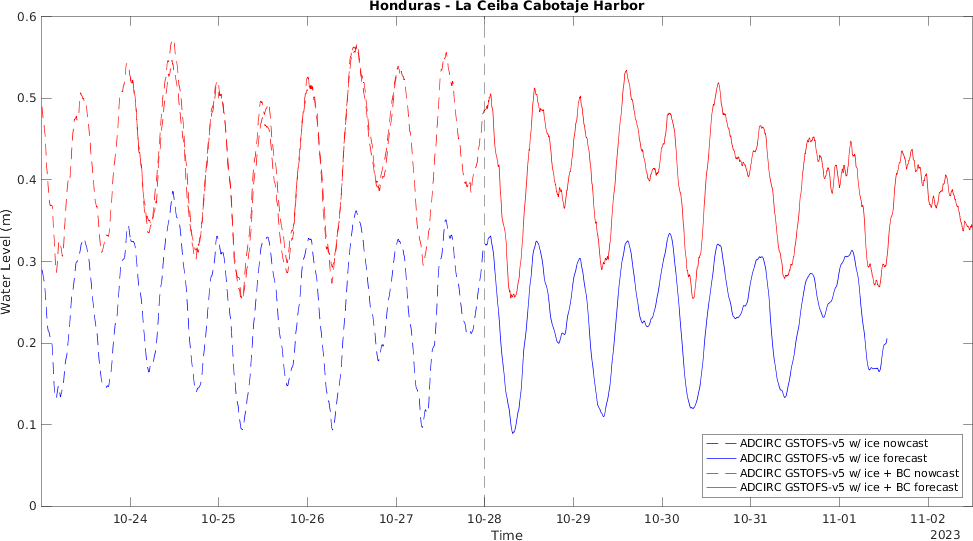 Honduras - La Ceiba Cabotaje Harbor
0.6
0.5
0.4
0.3
0.2
0.1
0
Water Level (m)
ADCIRC GSTOFS-v5 w/ ice nowcast
ADCIRC GSTOFS-v5 w/ ice forecast
ADCIRC GSTOFS-v5 w/ ice + BC nowcast
ADCIRC GSTOFS-v5 w/ ice + BC forecast
10-24 10-25 10-26 10-27 10-28 10-29 10-30 10-31 11-01 11-02
Time 2023